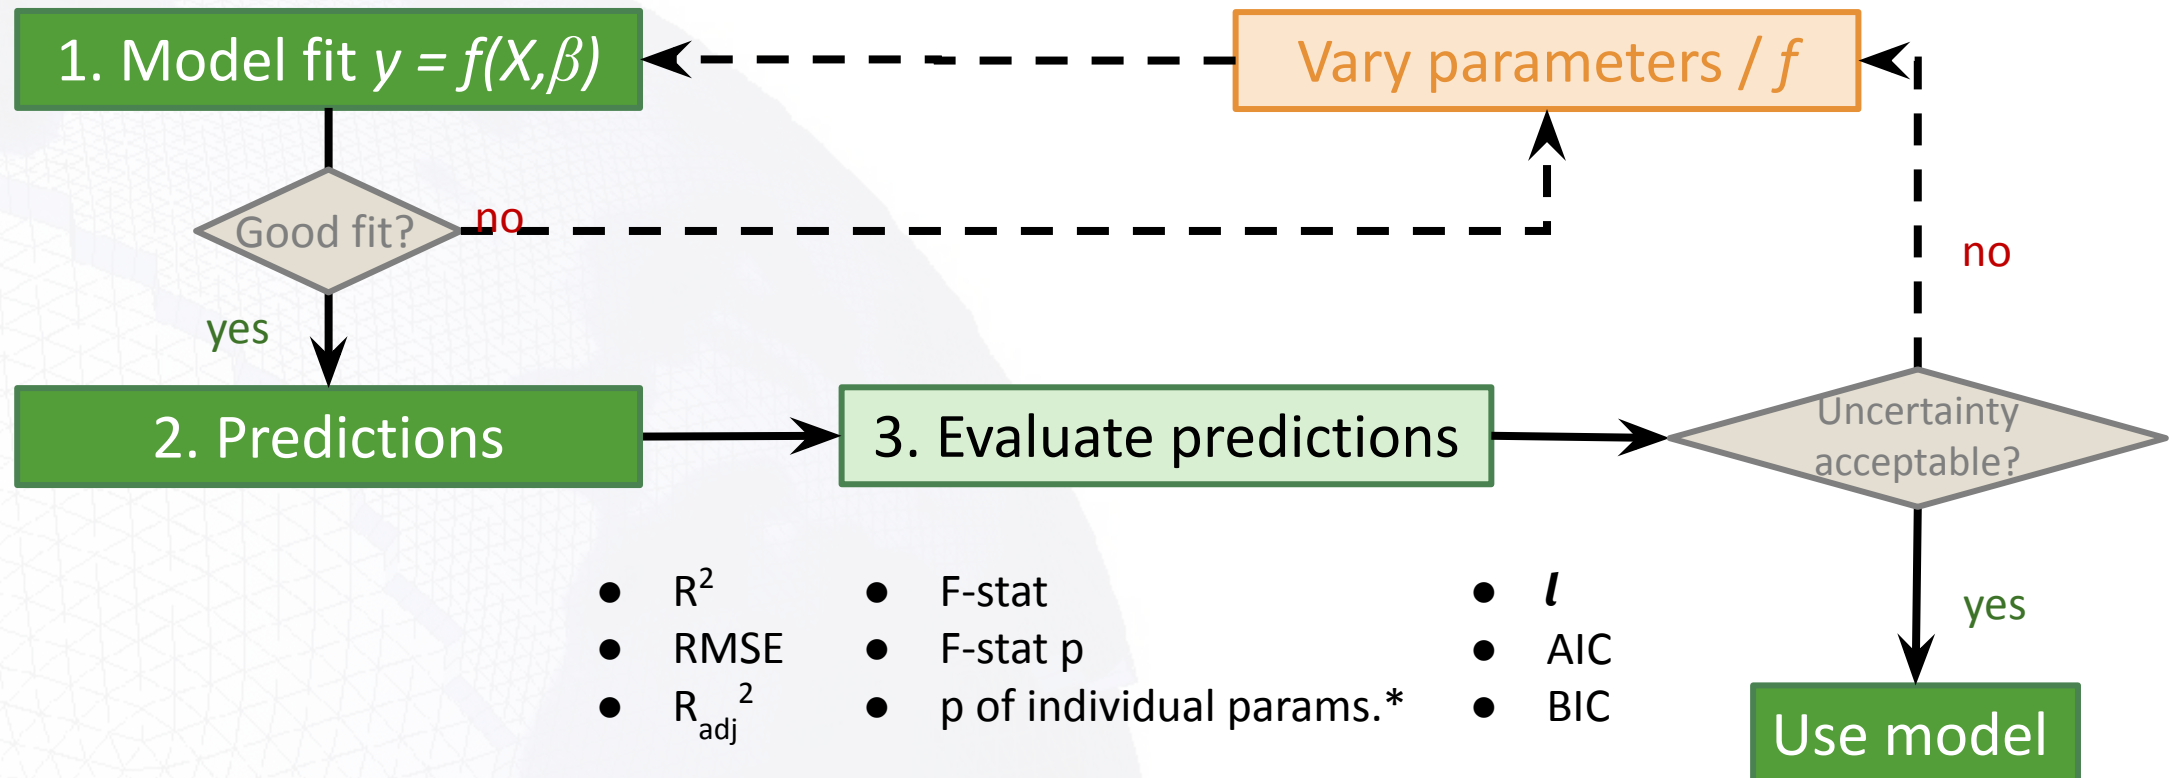 1. Model fit y = f(X,β)
Vary parameters / f
Good fit?
no
no
yes
2. Predictions
3. Evaluate predictions
Uncertainty
acceptable?
● R²
● RMSE
● Radj²
● F-stat
● F-stat p
● p of individual params.*
● l
● AIC
● BIC
yes
Use model